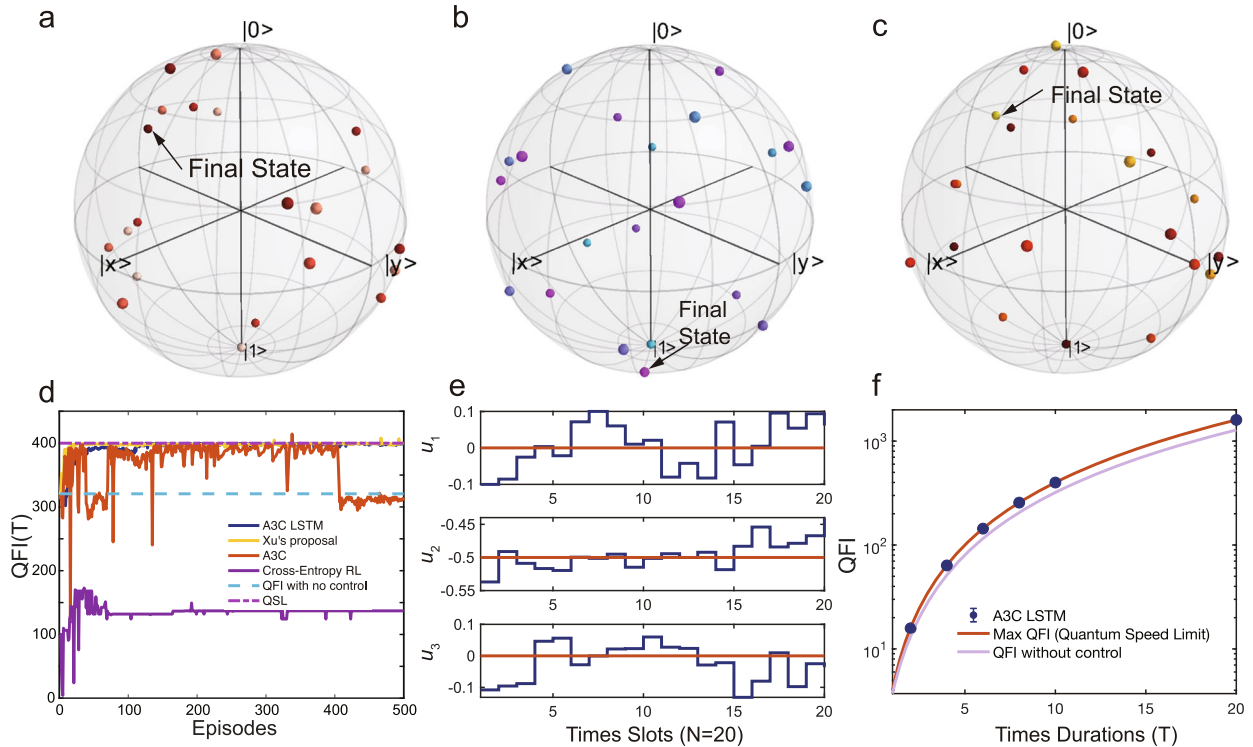 a
|0>
Final State
|x>
|y>
|1>
b
|0>
|x>
|y>
Final
State
|1>
c
|0>
Final State
|x>
|y>
|1>
d
QFI(T)
400
300
200
100
0
0
100
200
300
400
500
Episodes
A3C LSTM
Xu's proposal
A3C
Cross-Entropy RL
QFI with no control
QSL
e
u1
0.1
0
-0.1
5
10
15
20
u2
-0.45
-0.5
-0.55
5
10
15
20
u3
0.1
0
-0.1
5
10
15
20
Times Slots (N=20)
f
QFI
10³
10²
10¹
5
10
15
20
Times Durations (T)
A3C LSTM
Max QFI (Quantum Speed Limit)
QFI without control